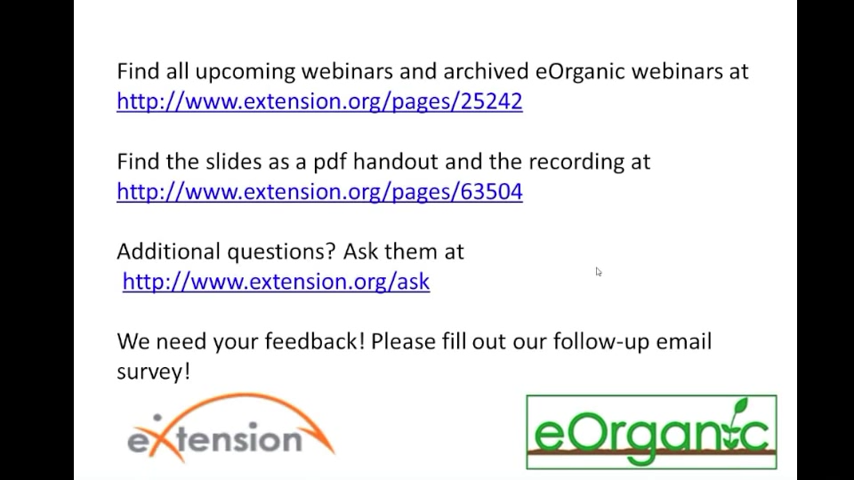 Find all upcoming webinars and archived eOrganic webinars at
http://www.extension.org/pages/25242
Find the slides as a pdf handout and the recording at
http://www.extension.org/pages/63504
Additional questions? Ask them at
http://www.extension.org/ask
We need your feedback! Please fill out our follow-up email
survey!
eXtension
eOrganic